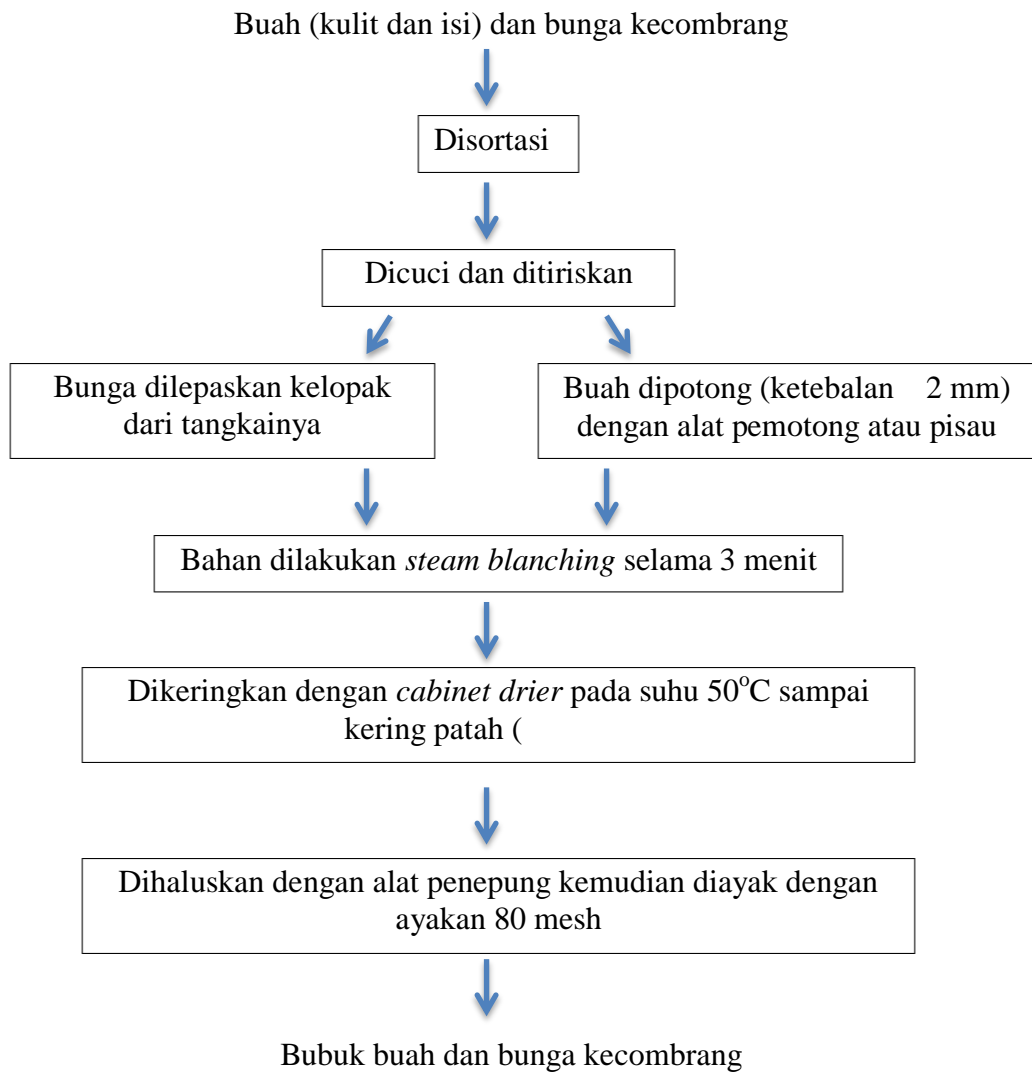 Buah (kulit dan isi) dan bunga kecombrang
Disortasi
Dicuci dan ditiriskan
Bunga dilepaskan kelopak
dari tangkainya
Buah dipotong (ketebalan 2 mm)
dengan alat pemotong atau pisau
Bahan dilakukan steam blanching selama 3 menit
Dikeringkan dengan cabinet drier pada suhu 50°C sampai
kering patah (
Dihaluskan dengan alat penepung kemudian diayak dengan
ayakan 80 mesh
Bubuk buah dan bunga kecombrang